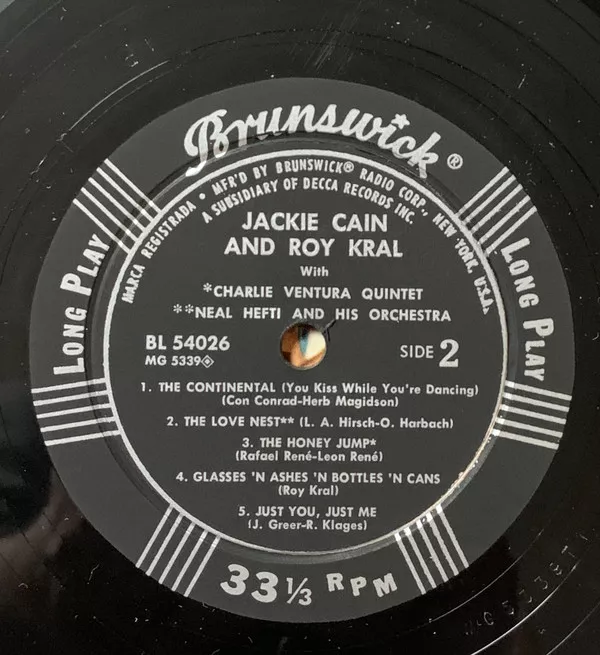 Brunswick®
MARCA REGISTRADA • MFR'D BY BRUNSWICK® RADIO CORP., NEW YORK, U.S.A.
A SUBSIDIARY OF DECCA RECORDS INC.
LONG PLAY
LONG PLAY
JACKIE CAIN
AND ROY KRAL
With
*CHARLIE VENTURA QUINTET
**NEAL HEFTI AND HIS ORCHESTRA
BL 54026
MG 5339
SIDE 2
1. THE CONTINENTAL (You Kiss While You're Dancing)
(Con Conrad-Herb Magidson)
2. THE LOVE NEST** (L. A. Hirsch-O. Harbach)
3. THE HONEY JUMP*
(Rafael René-Leon René)
4. GLASSES 'N ASHES 'N BOTTLES 'N CANS
(Roy Kral)
5. JUST YOU, JUST ME
(J. Greer-R. Klages)
33⅓ RPM